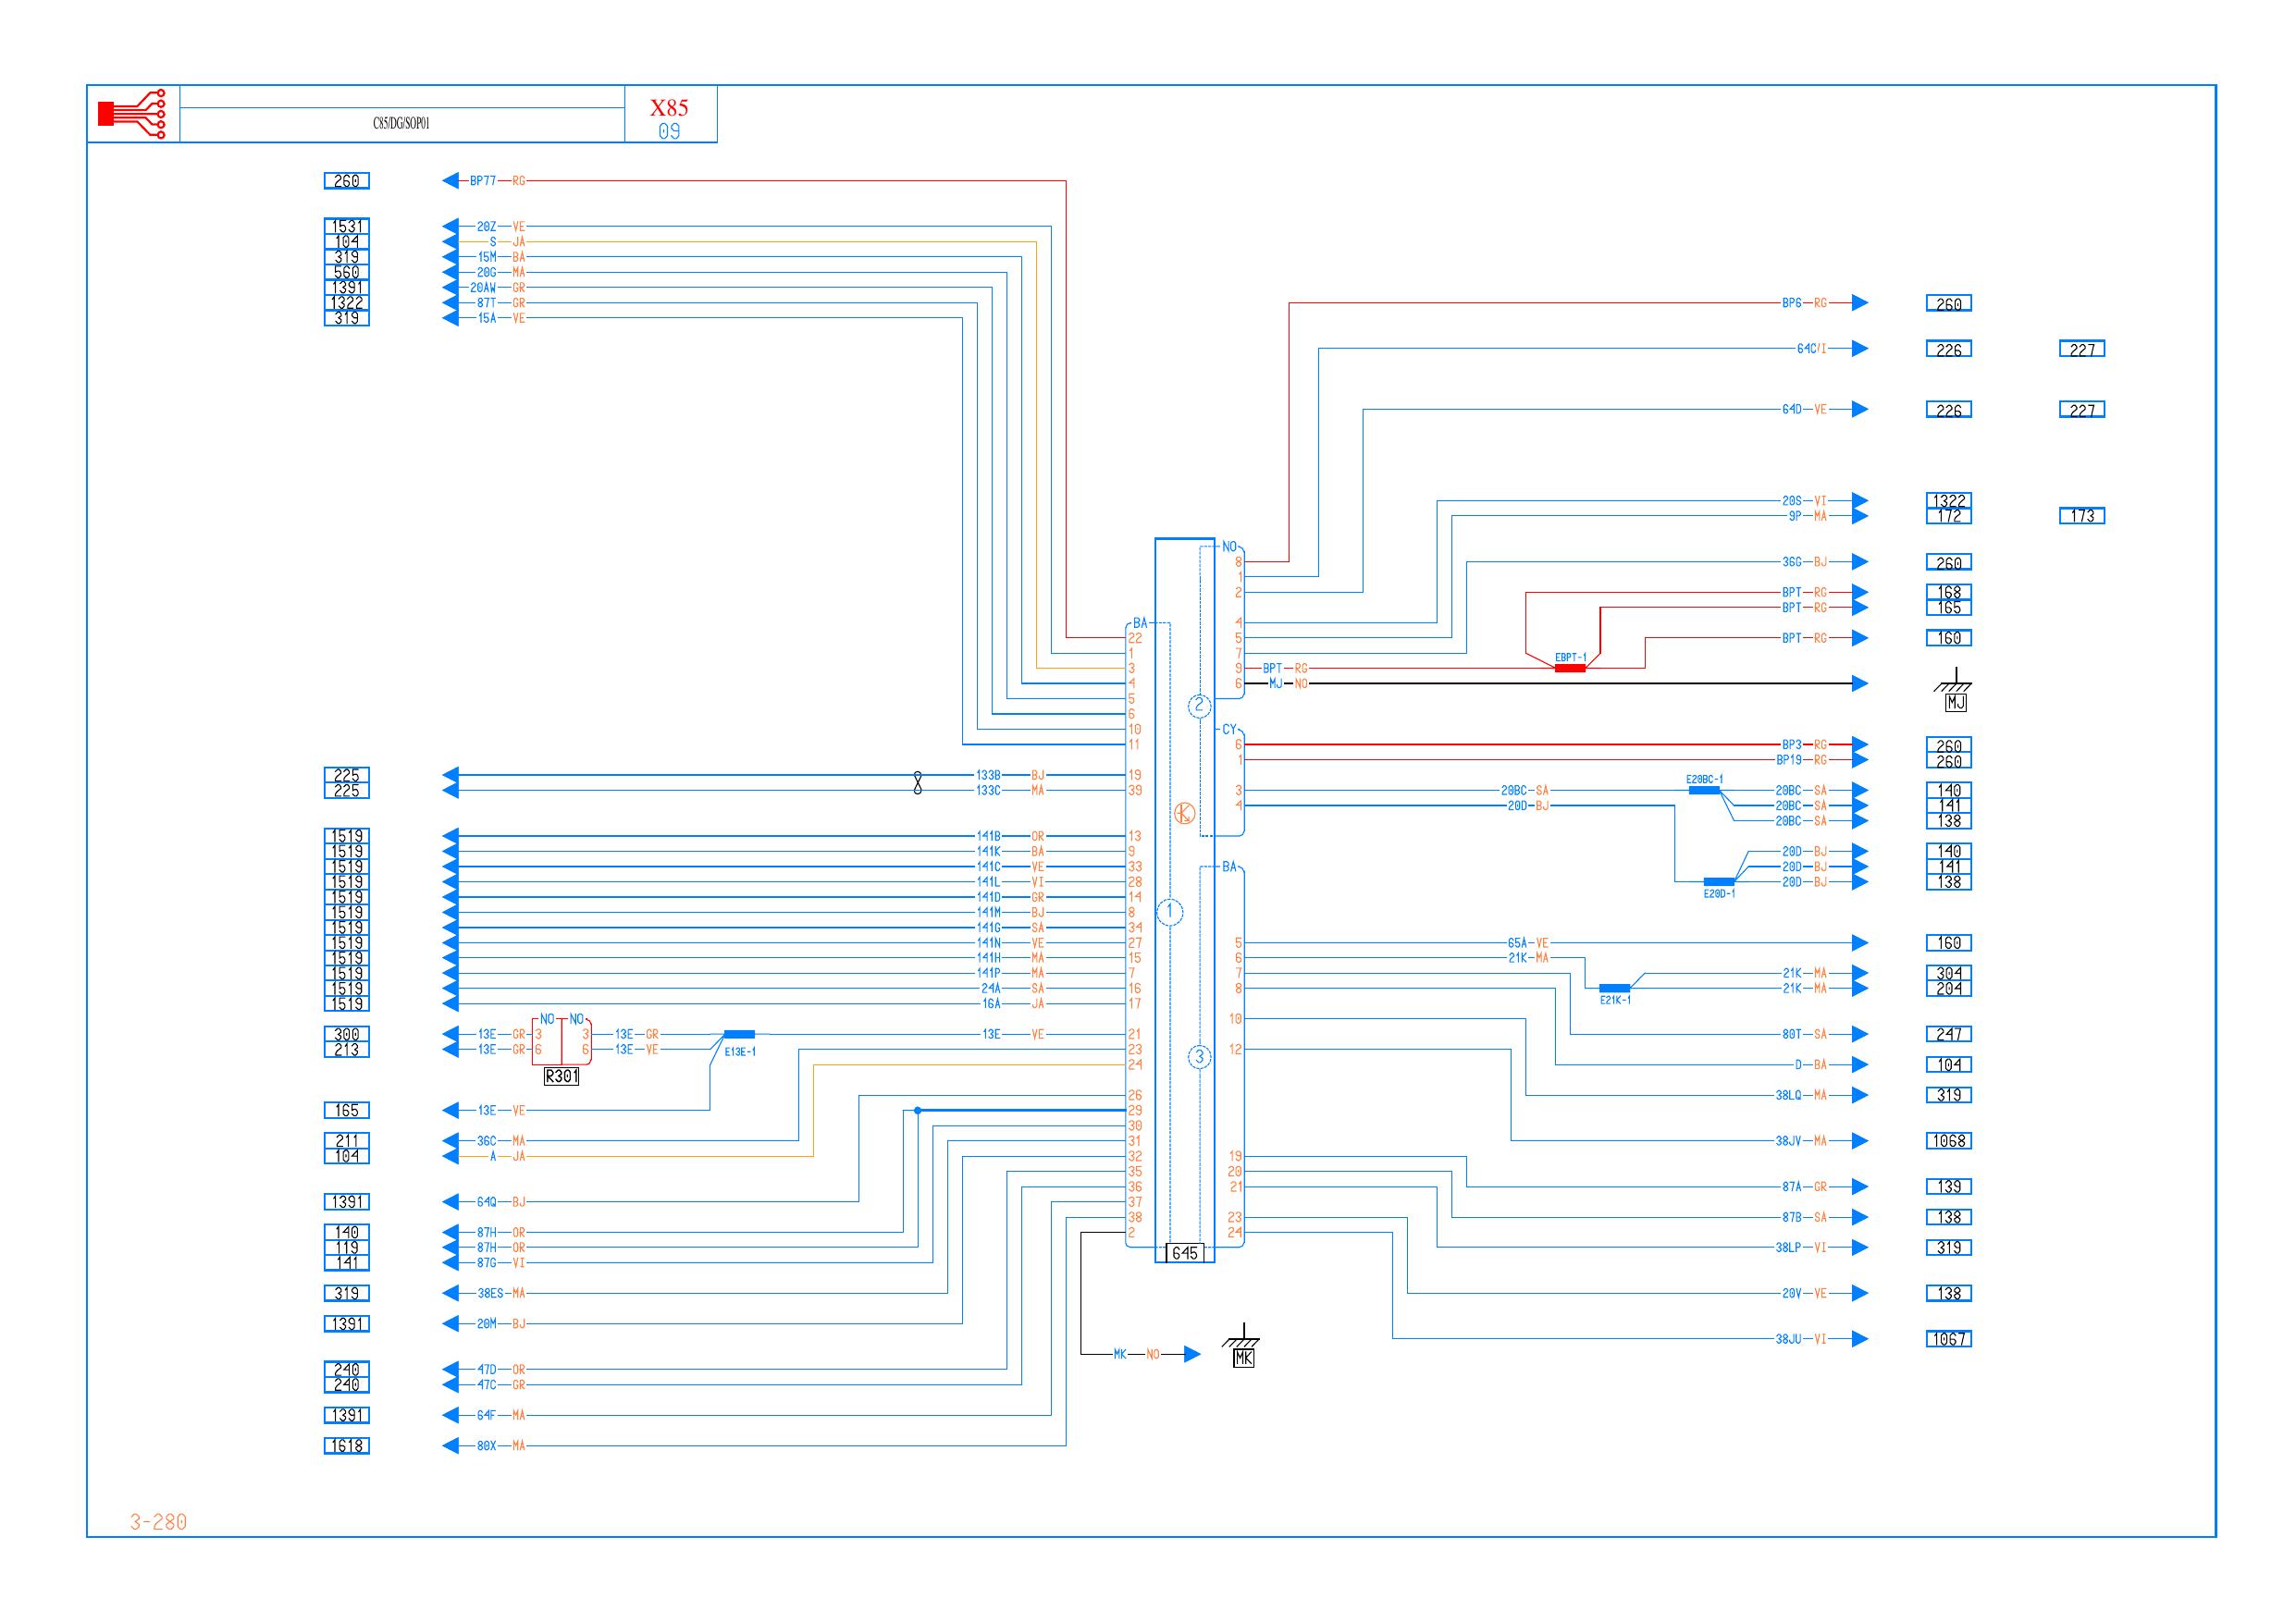 C85/DG/SOP01
X85
09
260 BP77 RG
1531 20Z VE
104 S JA
319 15M BA
560 20G MA
1391 20AW GR
1322 87T GR
319 15A VE
BP6 RG 260
64C VI 226 227
64D VE 226 227
20S VI 1322
9P MA 172 173
36G BJ 260
BPT RG 168
BPT RG 165
BPT RG 160
EBPT-1
BPT RG
MJ NO
MJ
NO
8
1
2
4
5
7
9
6
2
BA
22
1
3
4
5
6
10
11
CY
6 BP3 RG 260
1 BP19 RG 260
E20BC-1
3 20BC SA 20BC SA 140
4 20D BJ 20BC SA 141
20BC SA 138
20D BJ 140
20D BJ 141
20D BJ 138
E20D-1
225 133B BJ 19
225 133C MA 39
1519 141B OR 13
1519 141K BA 9
1519 141C VE 33
1519 141L VI 28
1519 141D GR 14
1519 141M BJ 8
1519 141G SA 34
1519 141N VE 27
1519 141H MA 15
1519 141P MA 7
1519 24A SA 16
1519 16A JA 17
1
BA
5 65A VE 160
6 21K MA
7 21K MA 304
8 21K MA 204
E21K-1
10
12
3
80T SA 247
D BA 104
38LQ MA 319
38JV MA 1068
NO NO
300 13E GR 3 3 13E GR 13E VE 21
213 13E GR 6 6 13E VE
E13E-1
R301
23
24
26
29
30
31
32
35
36
37
38
2
165 13E VE
211 36C MA
104 A JA
1391 64Q BJ
140 87H OR
119 87H OR
141 87G VI
319 38ES MA
1391 20M BJ
240 47D OR
240 47C GR
1391 64F MA
1618 80X MA
19
20
21
23
24
87A GR 139
87B SA 138
38LP VI 319
20V VE 138
38JU VI 1067
645
MK NO
MK
3-280